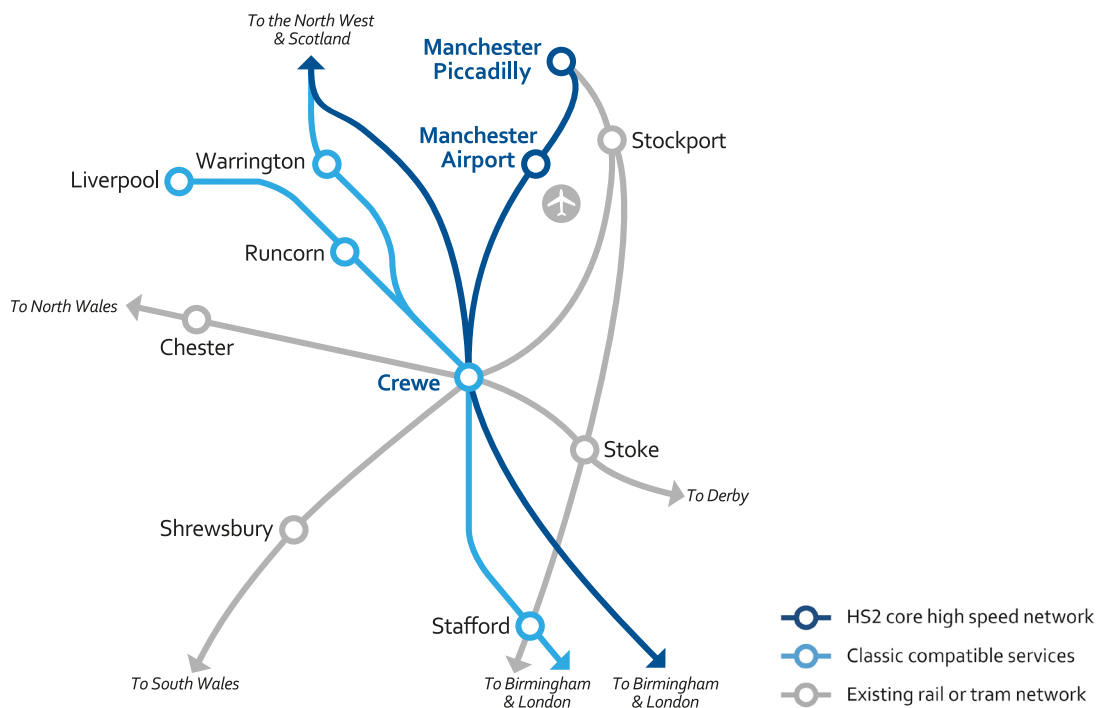 To the North West
& Scotland
Manchester
Piccadilly
Manchester
Airport
Stockport
Warrington
Liverpool
Runcorn
To North Wales
Chester
Crewe
Stoke
To Derby
Shrewsbury
Stafford
To South Wales
To Birmingham
& London
To Birmingham
& London
HS2 core high speed network
Classic compatible services
Existing rail or tram network